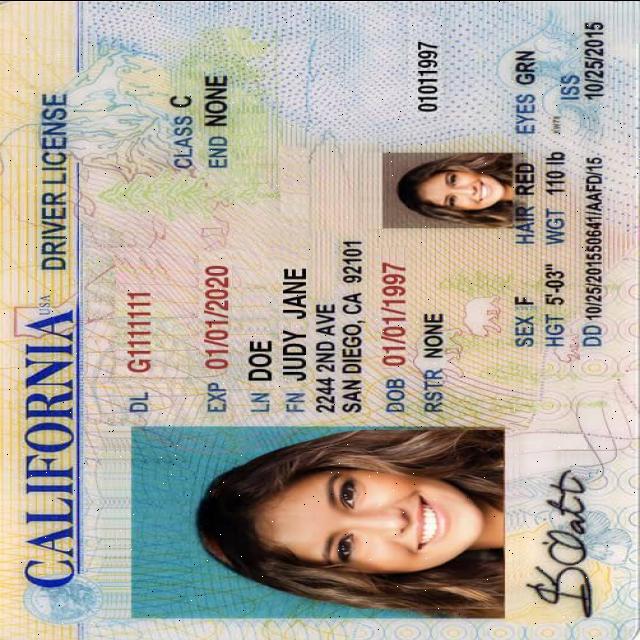 CALIFORNIA USA DRIVER LICENSE
DL G1111111 CLASS C
EXP 01/01/2020 END NONE
LN DOE
FN JUDY JANE
2244 2ND AVE
SAN DIEGO, CA 92101
DOB 01/01/1997
RSTR NONE 01011997
SEX F HAIR RED EYES GRN
HGT 5'-03" WGT 110 lb ISS
DD 10/25/2015508641/AAFD/15 10/25/2015